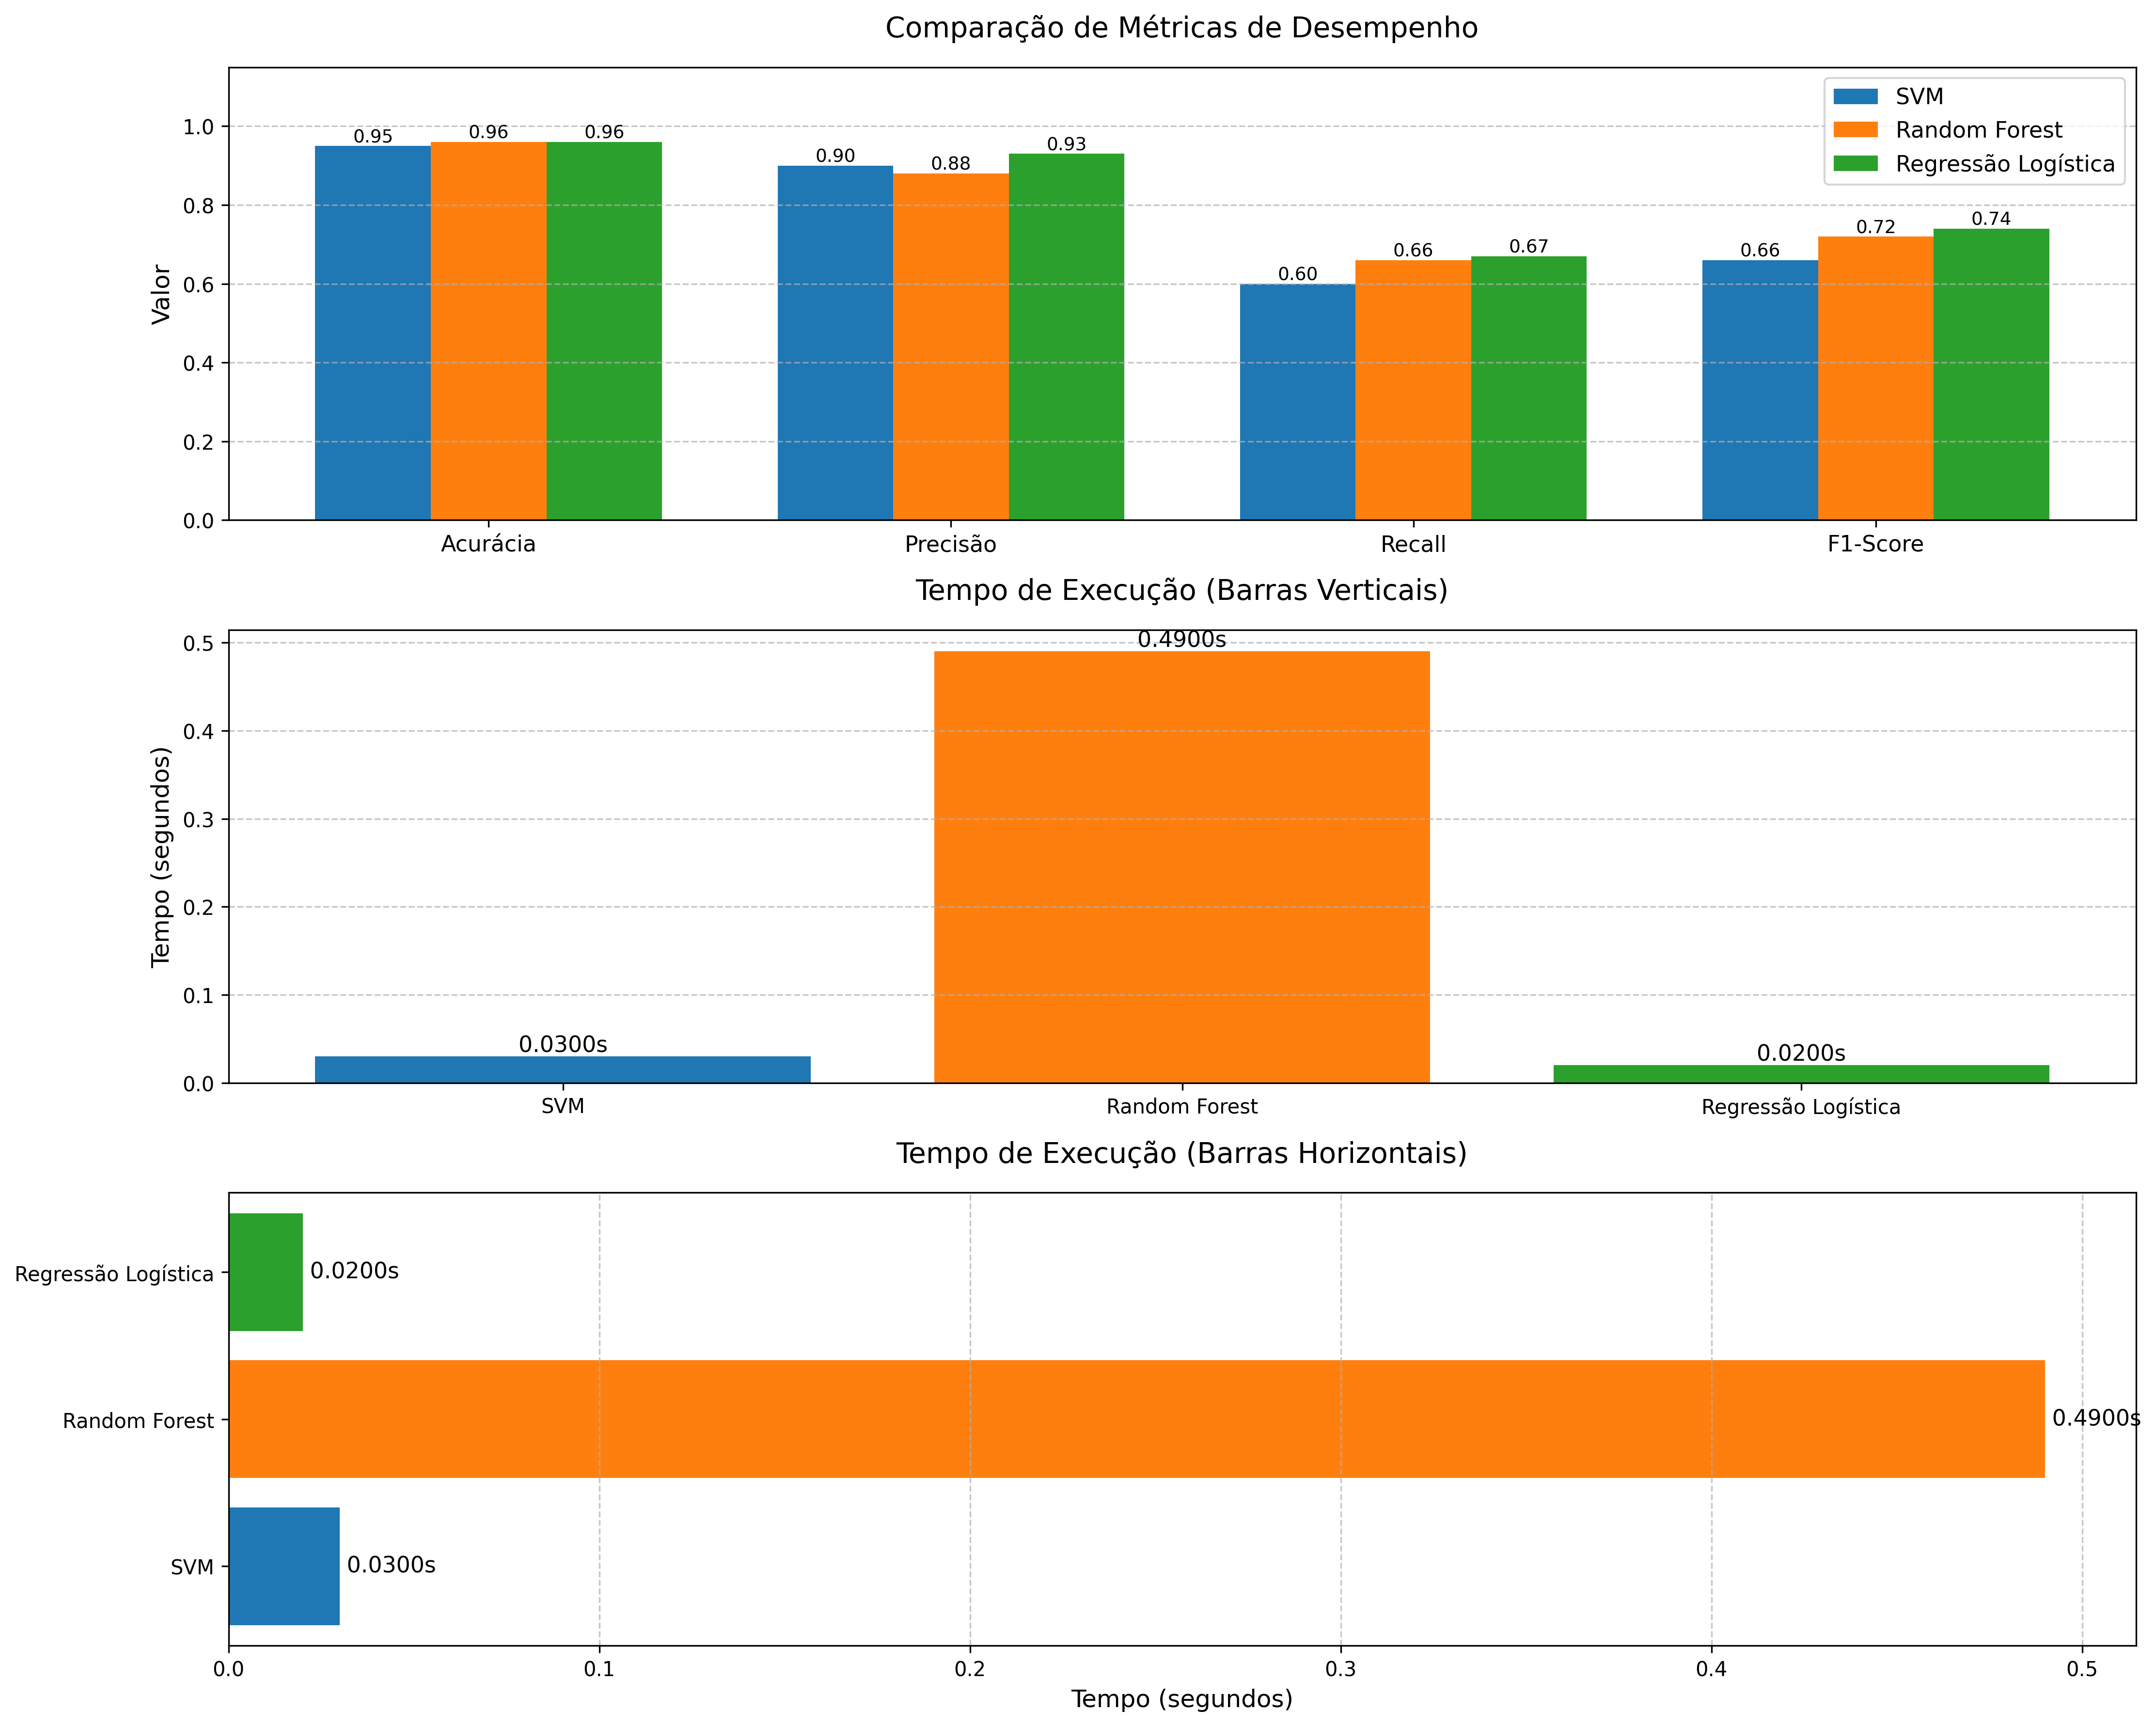 Comparação de Métricas de Desempenho
SVM
Random Forest
Regressão Logística
Valor
1.0
0.8
0.6
0.4
0.2
0.0
0.95
0.96
0.96
0.90
0.88
0.93
0.60
0.66
0.67
0.66
0.72
0.74
Acurácia
Precisão
Recall
F1-Score
Tempo de Execução (Barras Verticais)
Tempo (segundos)
0.5
0.4
0.3
0.2
0.1
0.0
0.0300s
0.4900s
0.0200s
SVM
Random Forest
Regressão Logística
Tempo de Execução (Barras Horizontais)
Regressão Logística
0.0200s
Random Forest
0.4900s
SVM
0.0300s
0.0
0.1
0.2
0.3
0.4
0.5
Tempo (segundos)